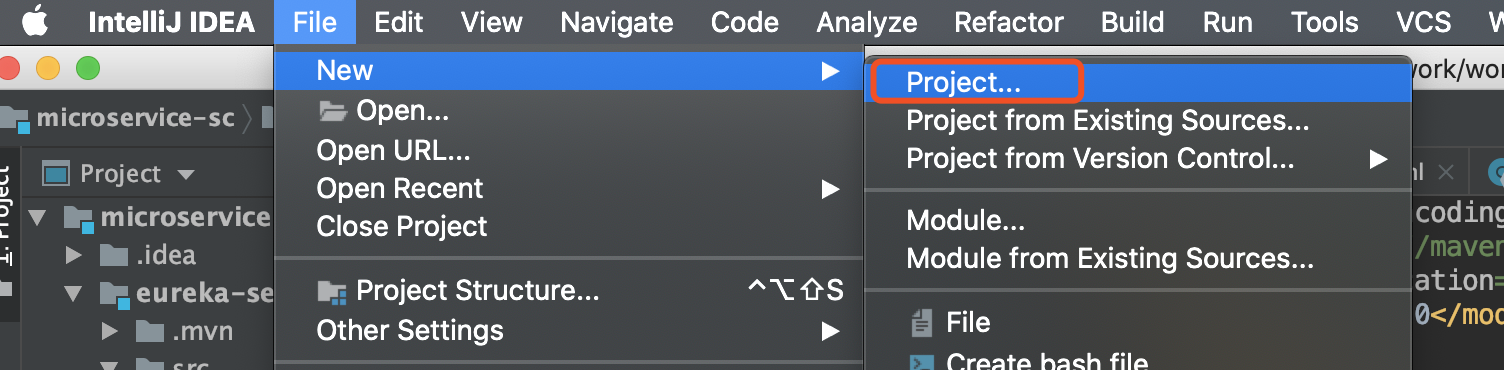 IntelliJ IDEA File Edit View Navigate Code Analyze Refactor Build Run Tools VCS
New
Project...
work/wor
Open...
microservice-sc
Project from Existing Sources...
Open URL...
Project from Version Control...
Project
Open Recent
Close Project
1: Project
microservice
Module...
coding
.idea
Module from Existing Sources...
/maven
Project Structure... ^⌥⇧S
ation=
eureka-se
Other Settings
File
0</mod
.mvn
src
Create bash file